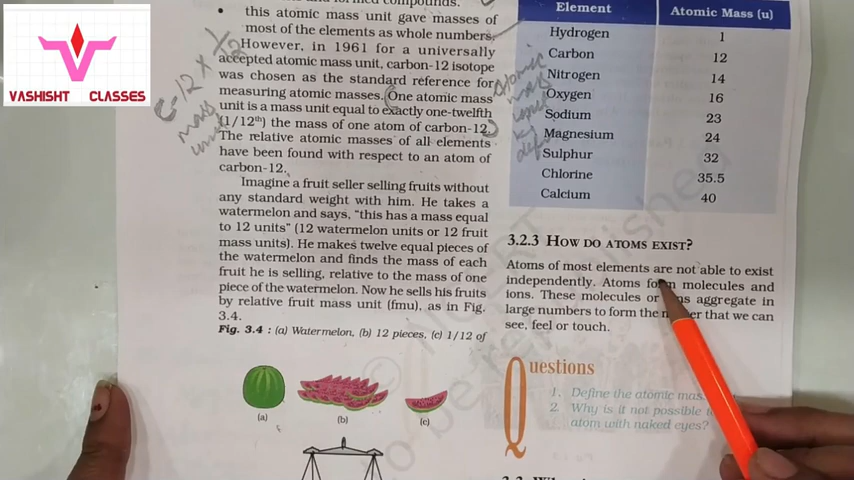 VASHISHT CLASSES
compounds.
• this atomic mass unit gave masses of
most of the elements as whole numbers.
However, in 1961 for a universally
accepted atomic mass unit, carbon-12 isotope
was chosen as the standard reference for
measuring atomic masses. One atomic mass
unit is a mass unit equal to exactly one-twelfth
(1/12th) the mass of one atom of carbon-12.
The relative atomic masses of all elements
have been found with respect to an atom of
carbon-12.
Imagine a fruit seller selling fruits without
any standard weight with him. He takes a
watermelon and says, "this has a mass equal
to 12 units" (12 watermelon units or 12 fruit
mass units). He makes twelve equal pieces of
the watermelon and finds the mass of each
fruit he is selling, relative to the mass of one
piece of the watermelon. Now he sells his fruits
by relative fruit mass unit (fmu), as in Fig.
3.4.
Fig. 3.4 : (a) Watermelon, (b) 12 pieces, (c) 1/12 of
(a) (b) (c)
C-12 × 1/12
mass
unit
Atomic
mass
Element Atomic Mass (u)
Hydrogen 1
Carbon 12
Nitrogen 14
Oxygen 16
Sodium 23
Magnesium 24
Sulphur 32
Chlorine 35.5
Calcium 40
3.2.3 HOW DO ATOMS EXIST?
Atoms of most elements are not able to exist
independently. Atoms form molecules and
ions. These molecules or ions aggregate in
large numbers to form the matter that we can
see, feel or touch.
Questions
1. Define the atomic mass
2. Why is it not possible to
atom with naked eyes?